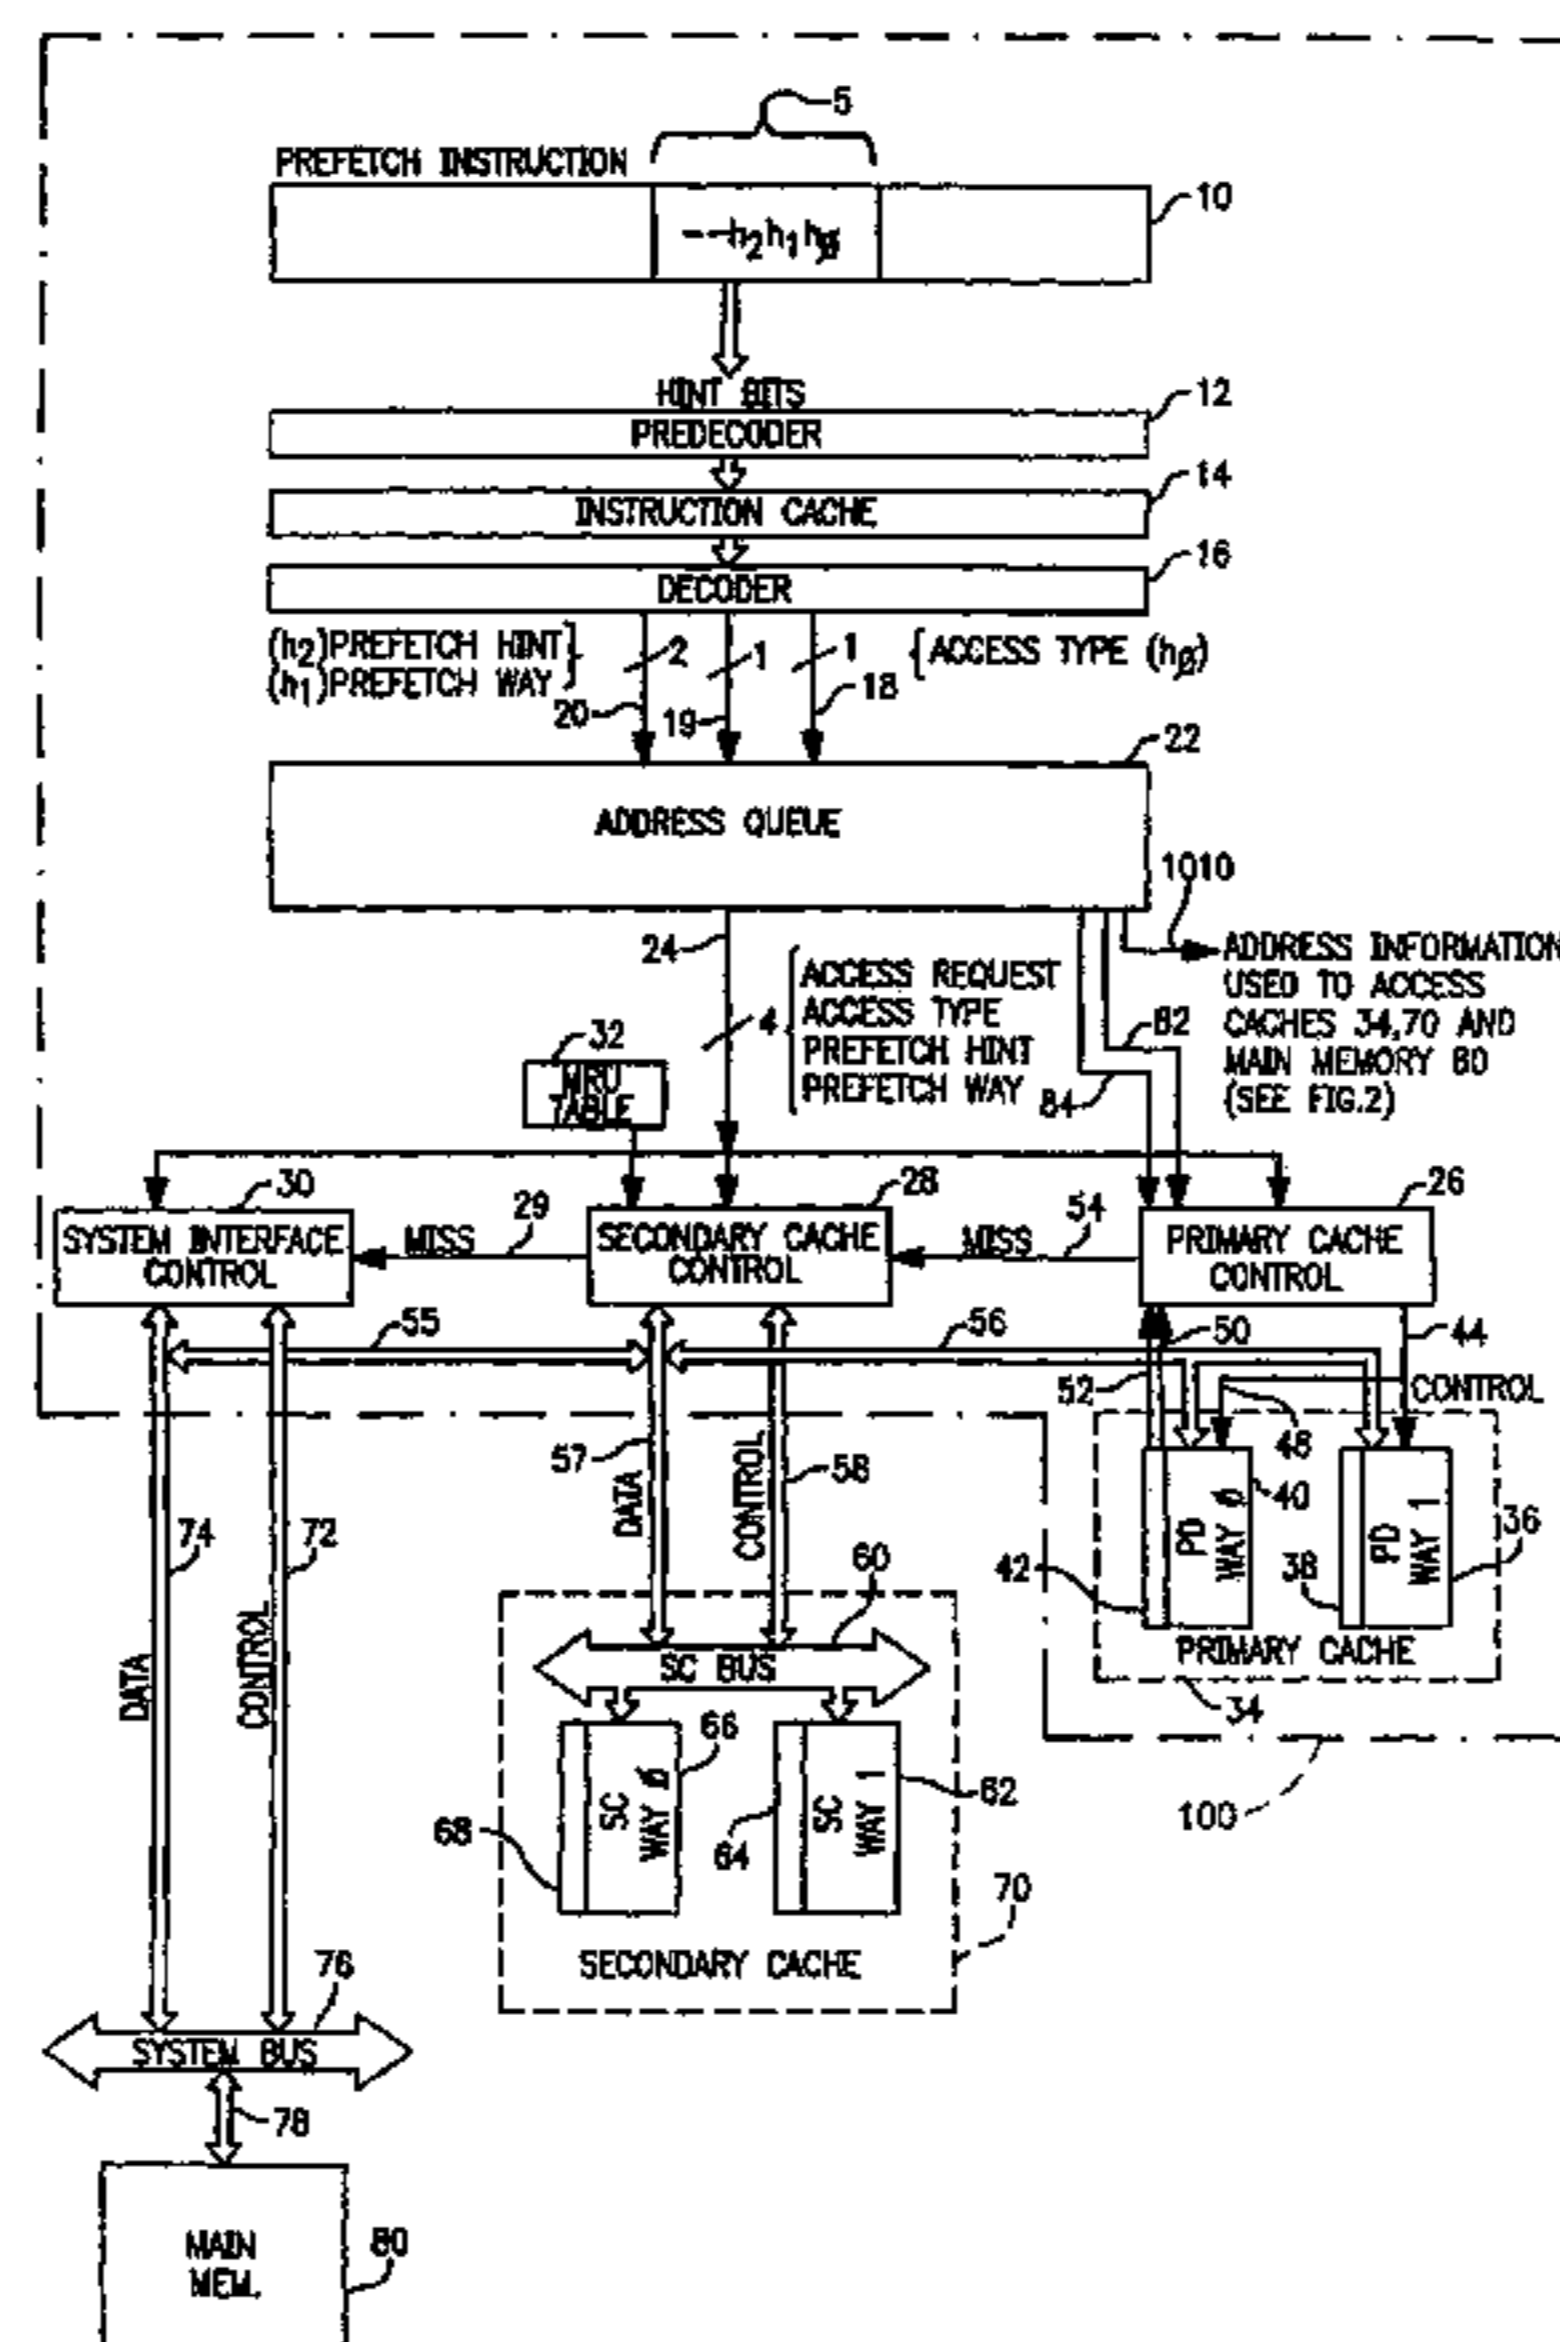 5
PREFETCH INSTRUCTION
10
---h2h1hø
HINT BITS
12
PREDECODER
14
INSTRUCTION CACHE
16
DECODER
(h2)PREFETCH HINT
(h1)PREFETCH WAY
2
1
1
ACCESS TYPE (hø)
20
19
18
22
ADDRESS QUEUE
1010
24
ADDRESS INFORMATION
USED TO ACCESS
CACHES 34,70 AND
MAIN MEMORY 80
(SEE FIG.2)
4
ACCESS REQUEST
ACCESS TYPE
PREFETCH HINT
PREFETCH WAY
82
84
32
MRU
TABLE
30
SYSTEM INTERFACE
CONTROL
29
MISS
28
SECONDARY CACHE
CONTROL
54
MISS
26
PRIMARY CACHE
CONTROL
55
56
50
44
52
CONTROL
48
57
DATA
CONTROL
58
42
PD
WAY ø
40
38
PD
WAY 1
36
PRIMARY CACHE
34
100
74
72
DATA
CONTROL
60
SC BUS
66
SC
WAY ø
68
SC
WAY 1
62
64
70
SECONDARY CACHE
76
SYSTEM BUS
78
MAIN
MEM.
80